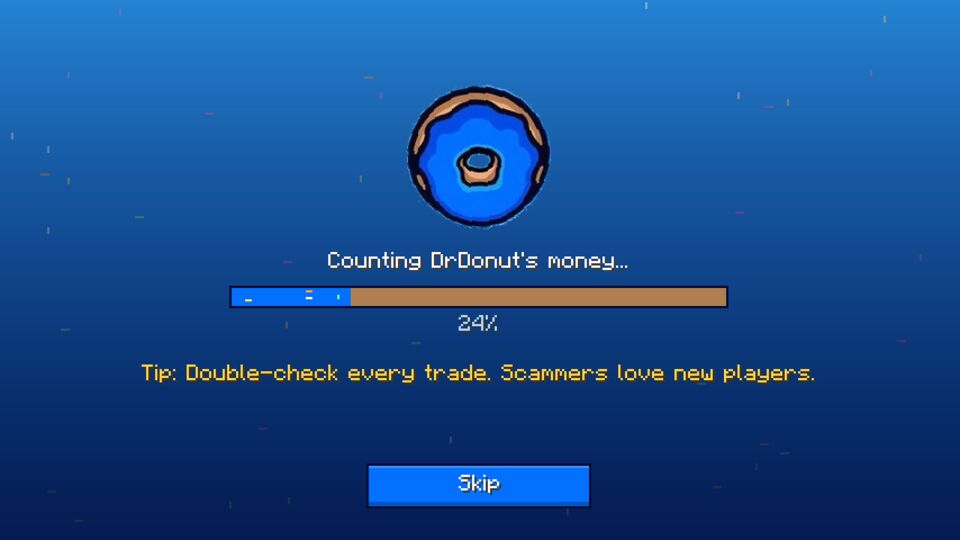 Counting DrDonut's money...
24%
Tip: Double-check every trade. Scammers love new players.
Skip